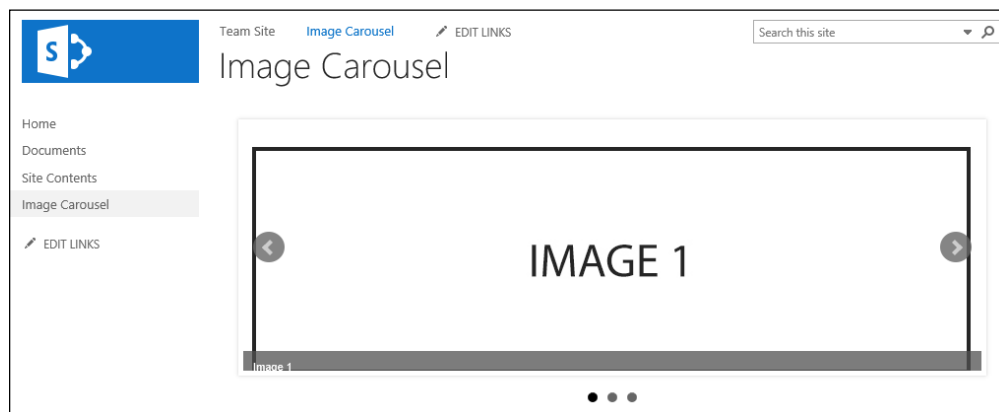 S
Team Site Image Carousel EDIT LINKS
Search this site
Image Carousel
Home
Documents
Site Contents
Image Carousel
EDIT LINKS
IMAGE 1
Image 1